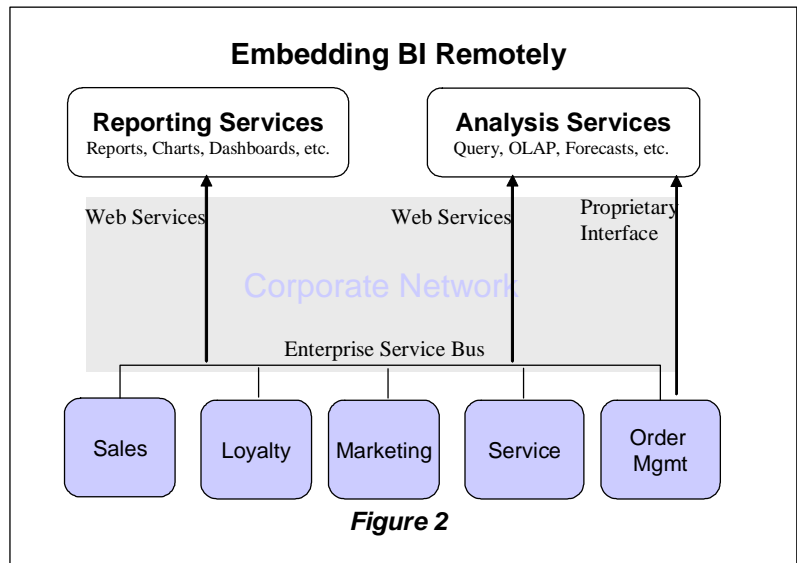 Embedding BI Remotely
Reporting Services
Reports, Charts, Dashboards, etc.
Analysis Services
Query, OLAP, Forecasts, etc.
Web Services
Web Services
Proprietary
Interface
Corporate Network
Enterprise Service Bus
Sales
Loyalty
Marketing
Service
Order
Mgmt
Figure 2